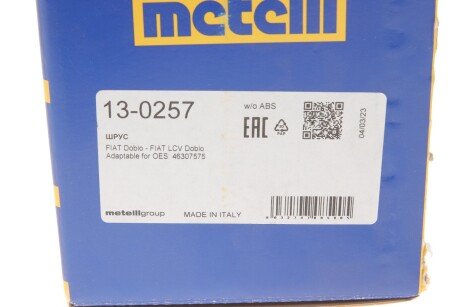 metelli
13-0257
w/o ABS
ШРУС
FIAT Doblo - FIAT LCV Doblo
Adaptable for OES 46307575
EAC
04/03/23
metelligroup
MADE IN ITALY